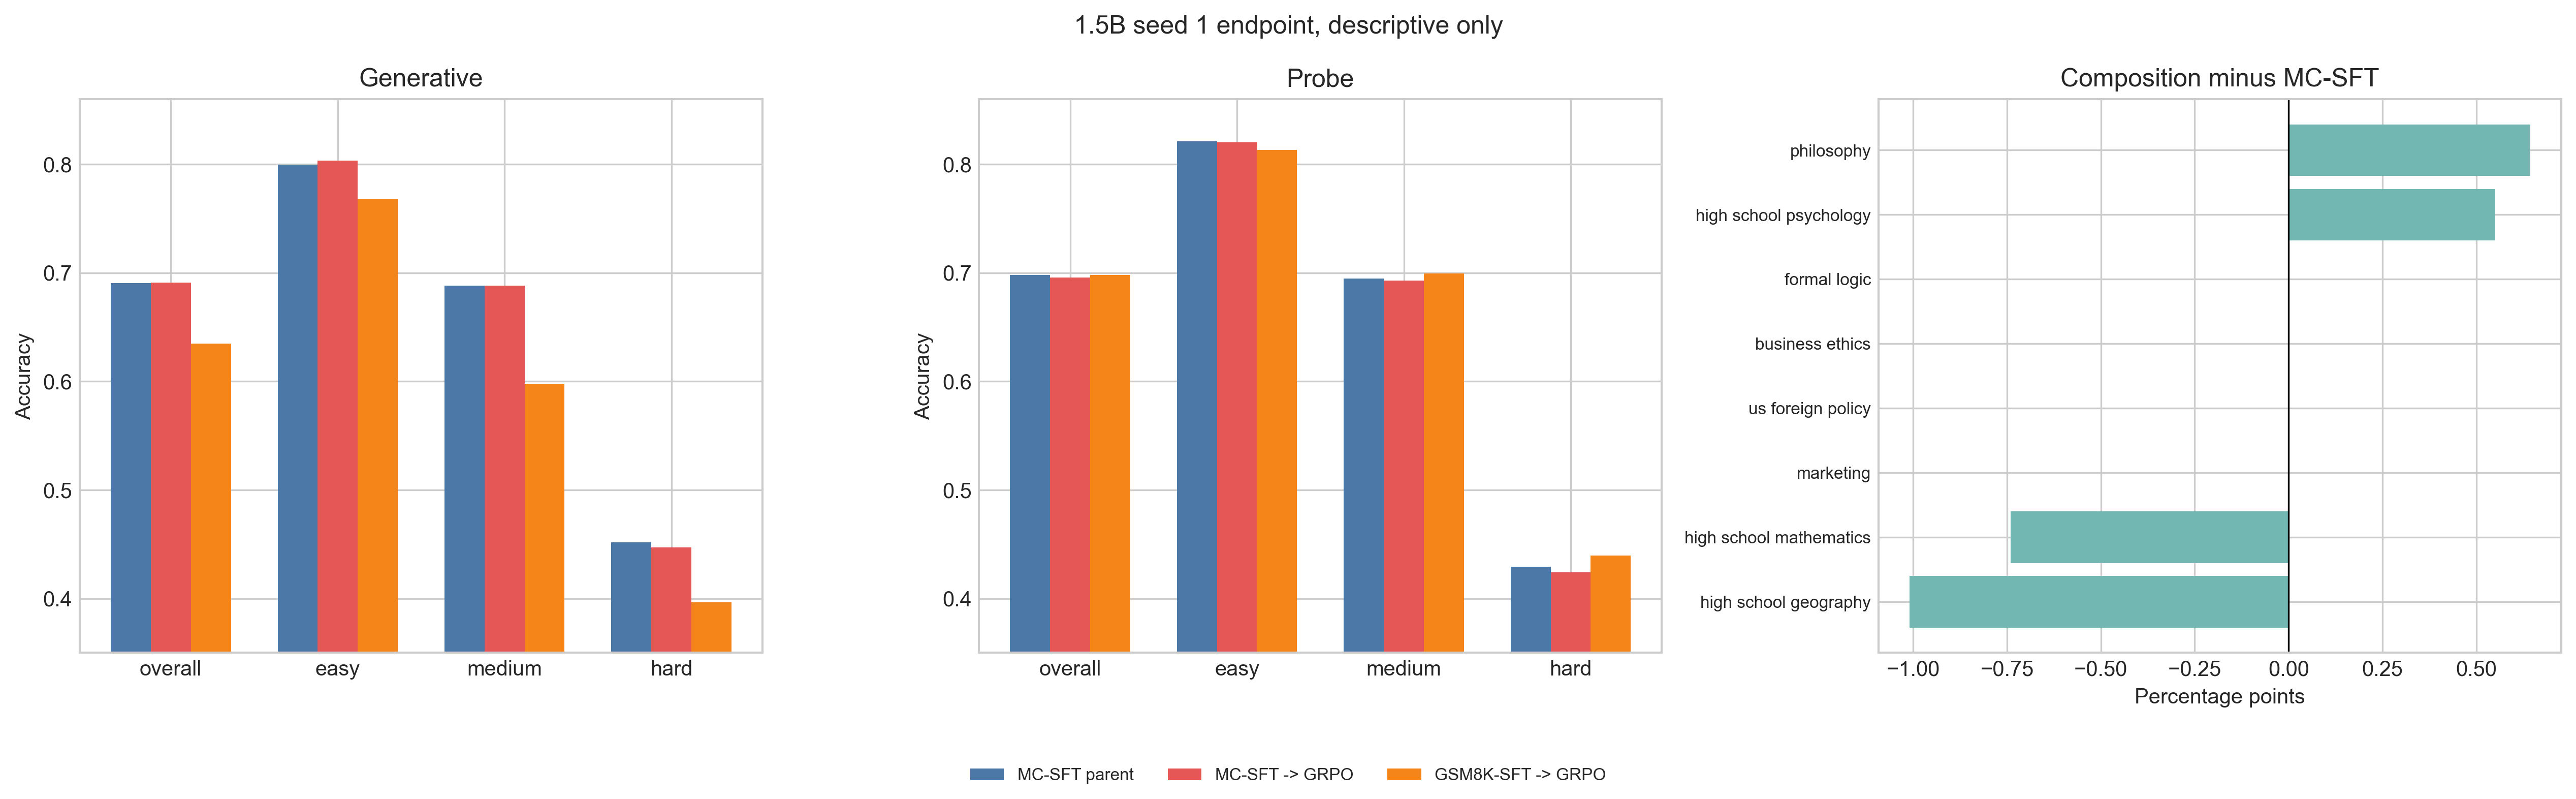 1.5B seed 1 endpoint, descriptive only
Generative
Accuracy
0.8
0.7
0.6
0.5
0.4
overall easy medium hard
Probe
Accuracy
0.8
0.7
0.6
0.5
0.4
overall easy medium hard
Composition minus MC-SFT
philosophy
high school psychology
formal logic
business ethics
us foreign policy
marketing
high school mathematics
high school geography
−1.00 −0.75 −0.50 −0.25 0.00 0.25 0.50
Percentage points
MC-SFT parent MC-SFT -> GRPO GSM8K-SFT -> GRPO